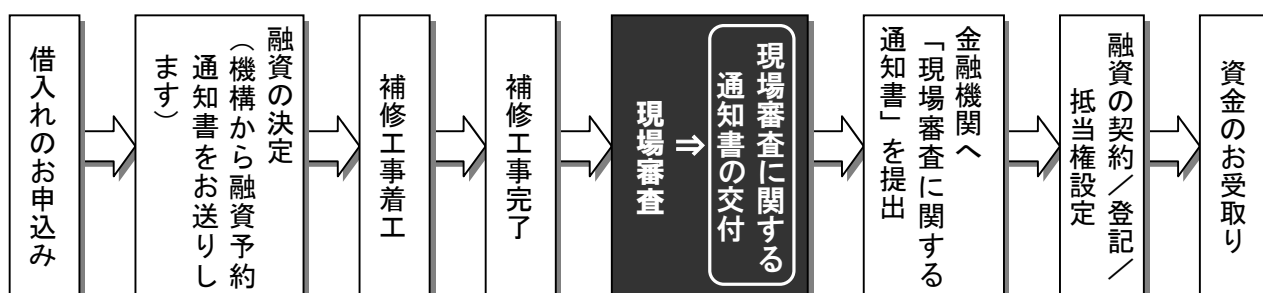 借入れのお申込み
融資の決定
（機構から融資予約
通知書をお送りし
ます）
補修工事着工
補修工事完了
現場審査
⇒
現場審査に関する
通知書の交付
金融機関へ
「現場審査に関する
通知書」を提出
融資の契約／登記／
抵当権設定
資金のお受取り